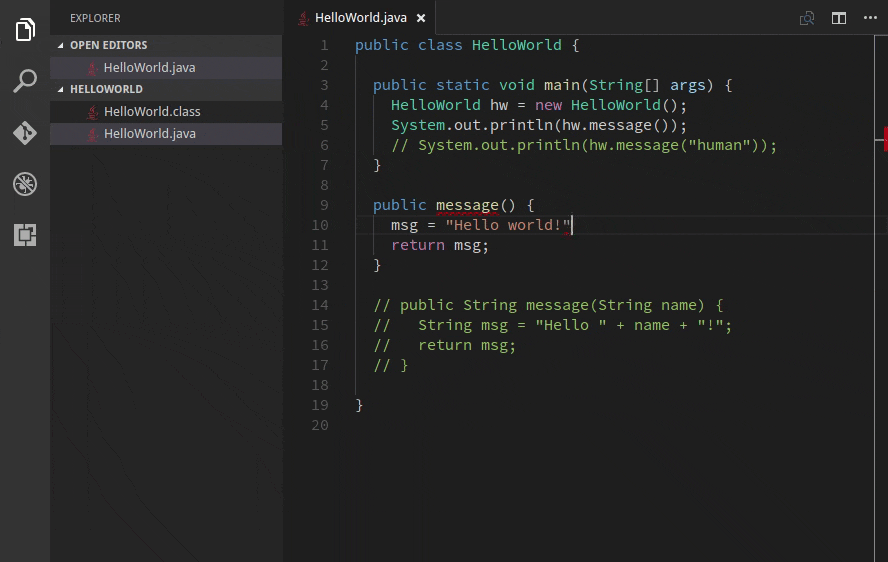 EXPLORER
OPEN EDITORS
HelloWorld.java
HELLOWORLD
HelloWorld.class
HelloWorld.java
HelloWorld.java ×
1 public class HelloWorld {
2
3 public static void main(String[] args) {
4 HelloWorld hw = new HelloWorld();
5 System.out.println(hw.message());
6 // System.out.println(hw.message("human"));
7 }
8
9 public message() {
10 msg = "Hello world!"
11 return msg;
12 }
13
14 // public String message(String name) {
15 //   String msg = "Hello " + name + "!";
16 //   return msg;
17 // }
18
19 }
20